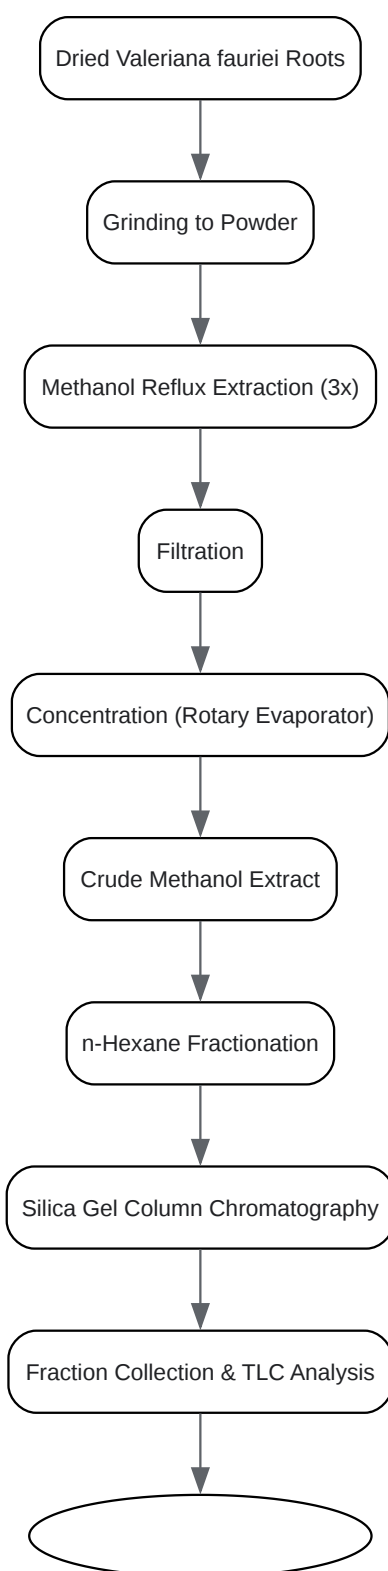 Dried Valeriana fauriei Roots
Grinding to Powder
Methanol Reflux Extraction (3x)
Filtration
Concentration (Rotary Evaporator)
Crude Methanol Extract
n-Hexane Fractionation
Silica Gel Column Chromatography
Fraction Collection & TLC Analysis